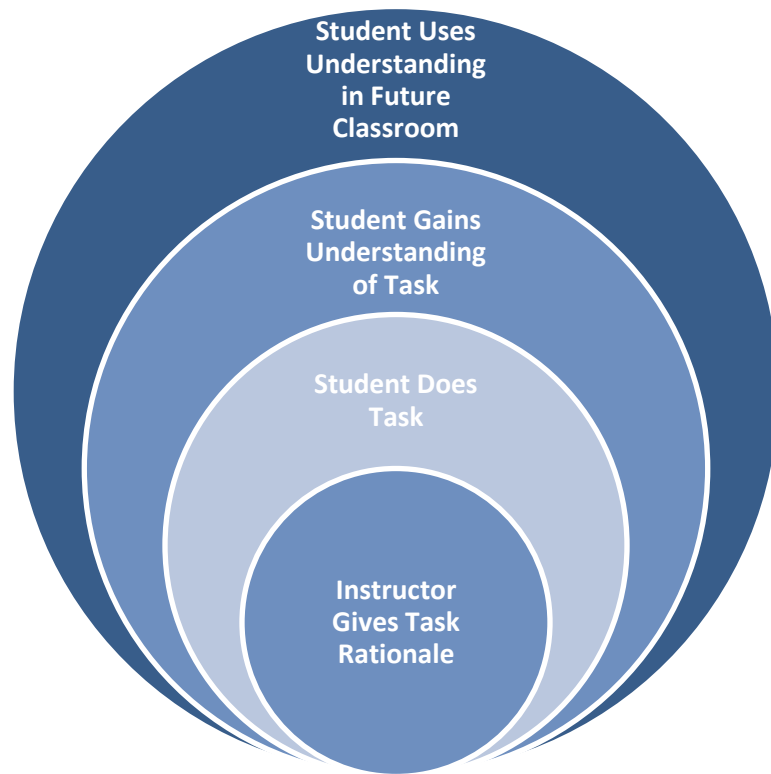 Student Uses
Understanding
in Future
Classroom
Student Gains
Understanding
of Task
Student Does
Task
Instructor
Gives Task
Rationale